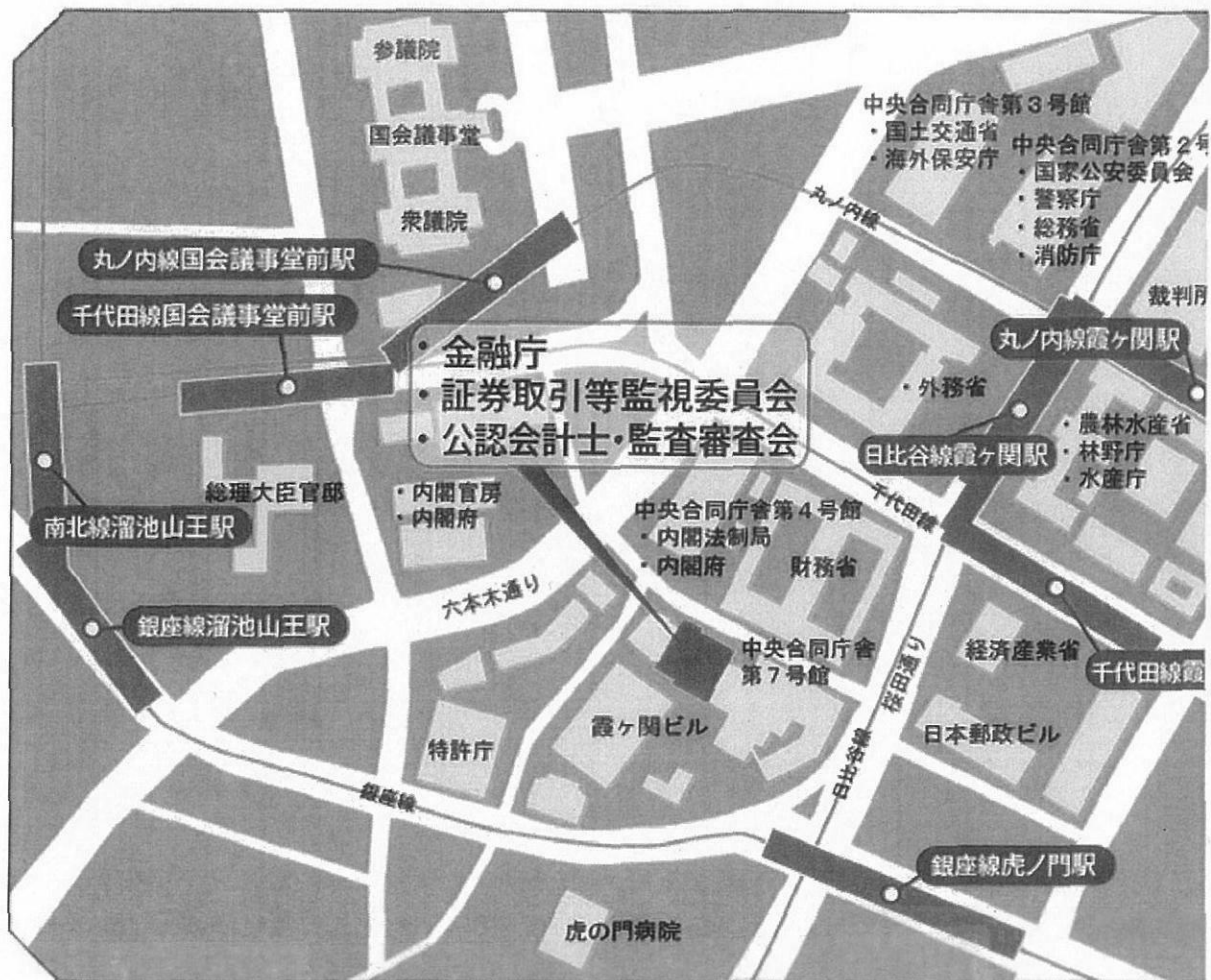 参議院
国会議事堂
衆議院
中央合同庁舎第3号館
・国土交通省
・海外保安庁
中央合同庁舎第2号
・国家公安委員会
・警察庁
・総務省
・消防庁
丸ノ内線
裁判所
丸ノ内線国会議事堂前駅
千代田線国会議事堂前駅
・金融庁
・証券取引等監視委員会
・公認会計士・監査審査会
丸ノ内線霞ヶ関駅
・外務省
日比谷線霞ヶ関駅
・農林水産省
・林野庁
・水産庁
千代田線
総理大臣官邸
・内閣官房
・内閣府
南北線溜池山王駅
中央合同庁舎第4号館
・内閣法制局
・内閣府
財務省
六本木通り
銀座線溜池山王駅
中央合同庁舎
第7号館
桜田通り
経済産業省
千代田線霞
霞ヶ関ビル
特許庁
日本郵政ビル
日比谷線
銀座線
銀座線虎ノ門駅
虎の門病院